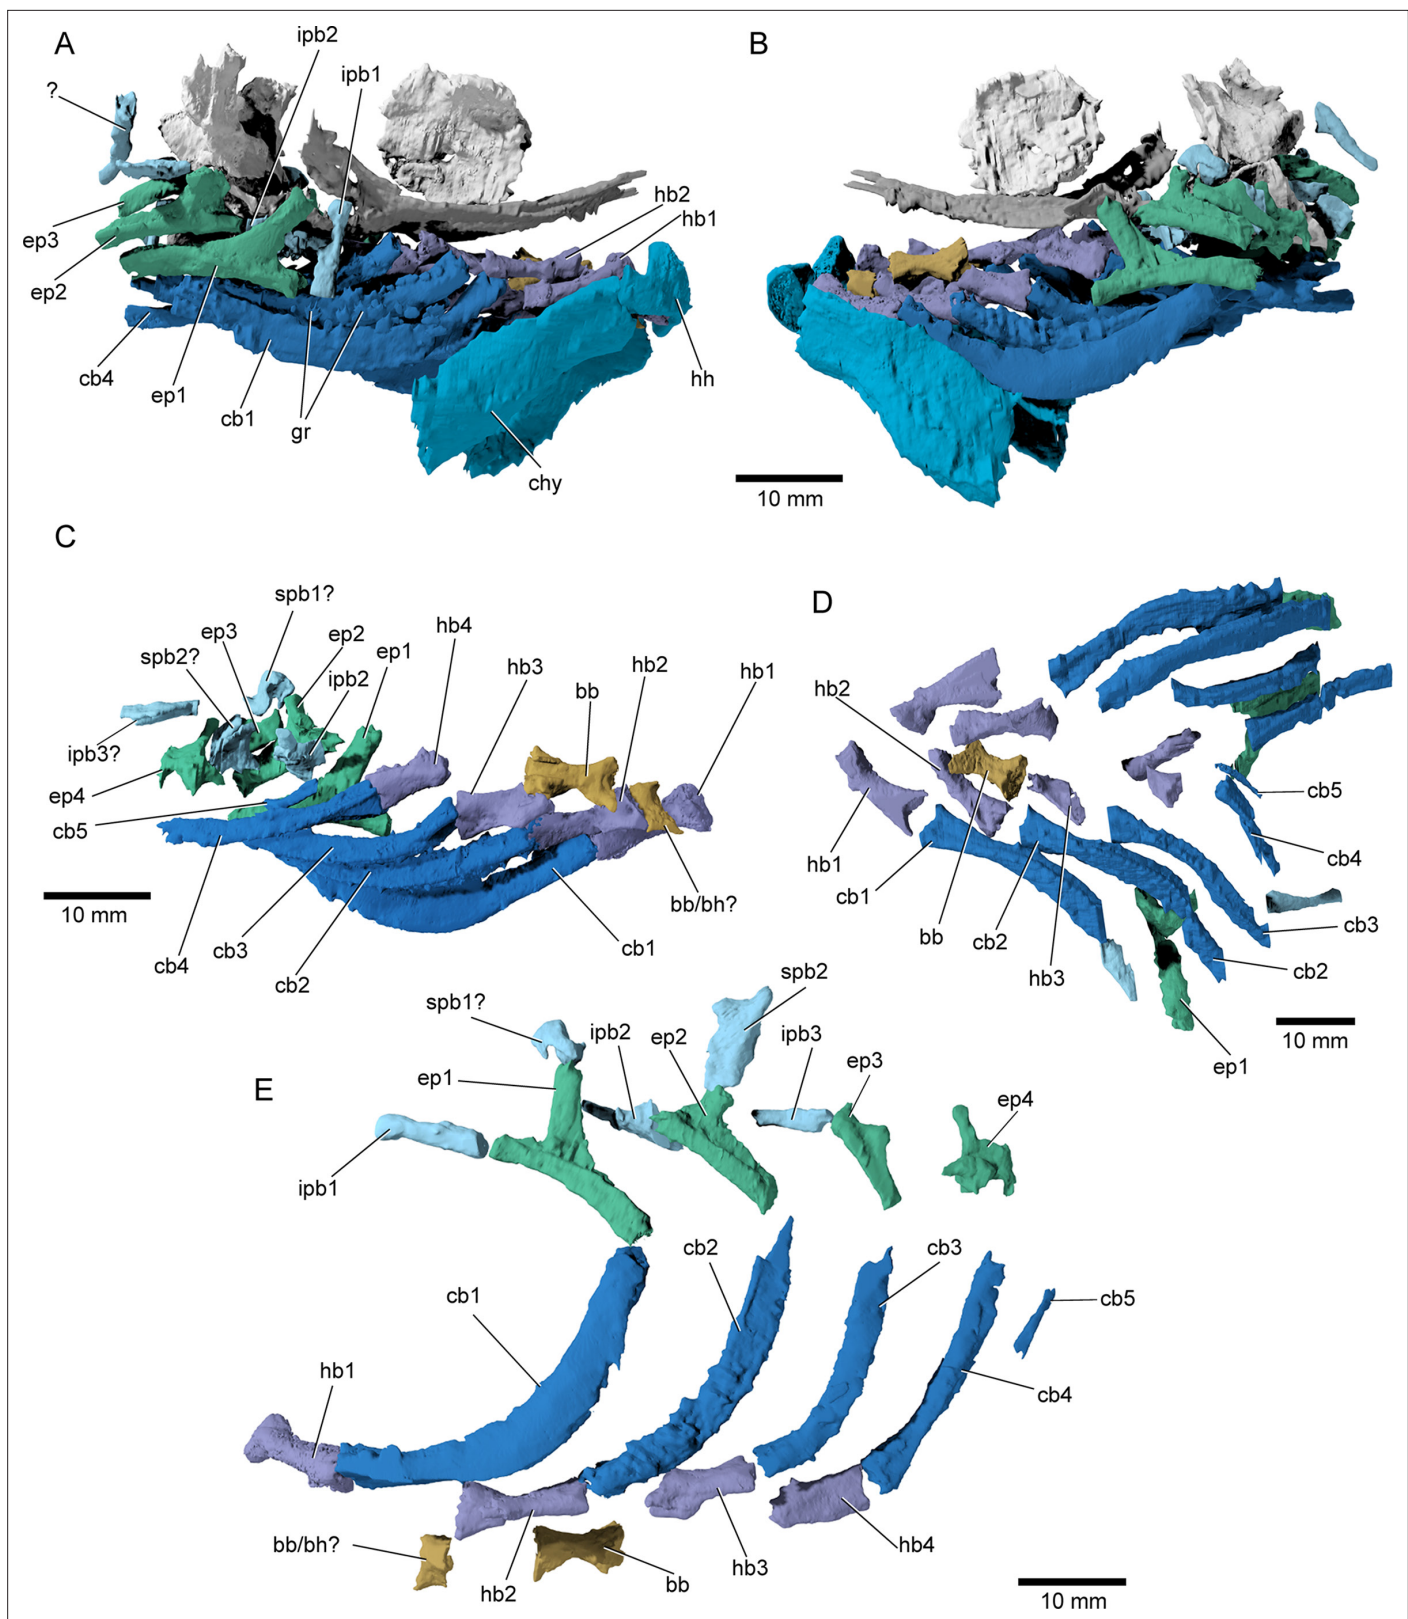 A
ipb2
ipb1
?
hb2
hb1
ep3
ep2
cb4
ep1
cb1
gr
chy
hh
B
10 mm
C
spb1?
ep3
spb2?
ep2
ep1
ipb2
hb4
hb3
bb
hb2
hb1
ipb3?
ep4
cb5
cb4
cb3
cb2
cb1
bb/bh?
10 mm
D
hb2
hb1
cb1
bb
cb2
hb3
cb5
cb4
cb3
cb2
ep1
10 mm
E
spb1?
spb2
ipb2
ep2
ipb3
ep3
ep1
ep4
ipb1
cb2
cb3
cb1
cb5
cb4
hb1
bb/bh?
hb2
bb
hb3
hb4
10 mm